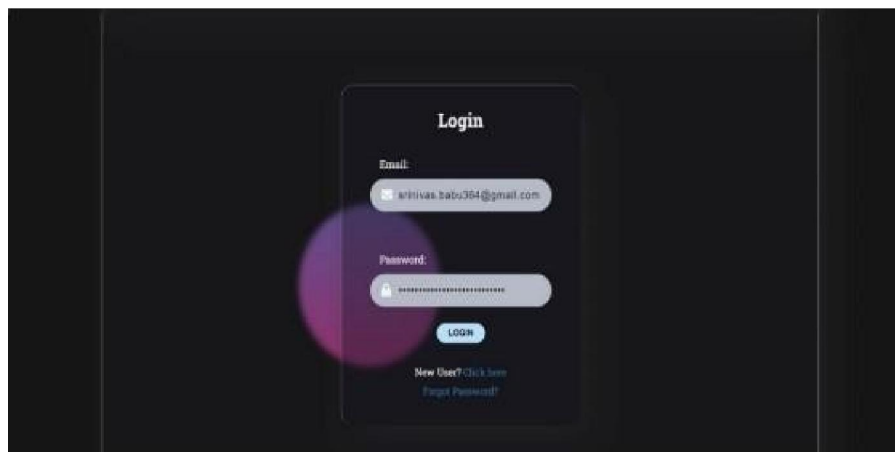 Login
Email:
srinivas.babu364@gmail.com
Password:
LOGIN
New User? Click here
Forgot Password?